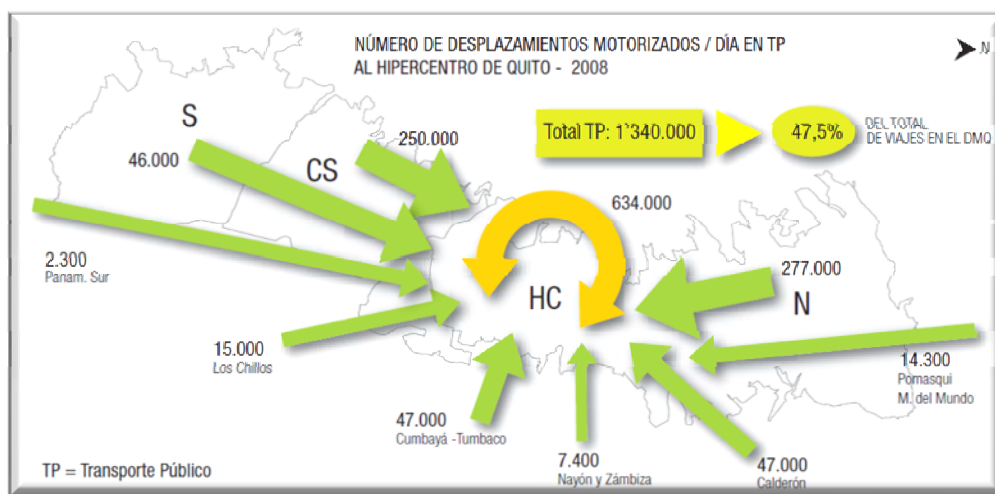 NÚMERO DE DESPLAZAMIENTOS MOTORIZADOS / DÍA EN TP
AL HIPERCENTRO DE QUITO - 2008
N
Total TP: 1`340.000
47,5%
DEL TOTAL
DE VIAJES EN EL DMQ
S
46.000
CS
250.000
634.000
2.300
Panam. Sur
HC
277.000
N
15.000
Los Chillos
14.300
Pomasqui
M. del Mundo
47.000
Cumbayá -Tumbaco
7.400
Nayón y Zámbiza
47.000
Calderón
TP = Transporte Público